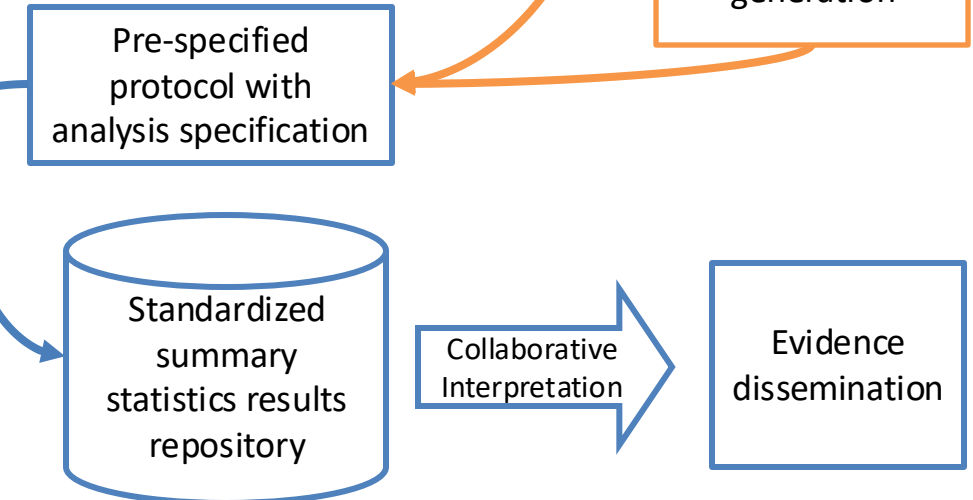 generation
Pre-specified
protocol with
analysis specification
Standardized
summary
statistics results
repository
Collaborative
Interpretation
Evidence
dissemination